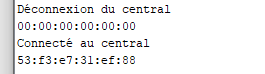 Déconnexion du central
00:00:00:00:00:00
Connecté au central
53:f3:e7:31:ef:88